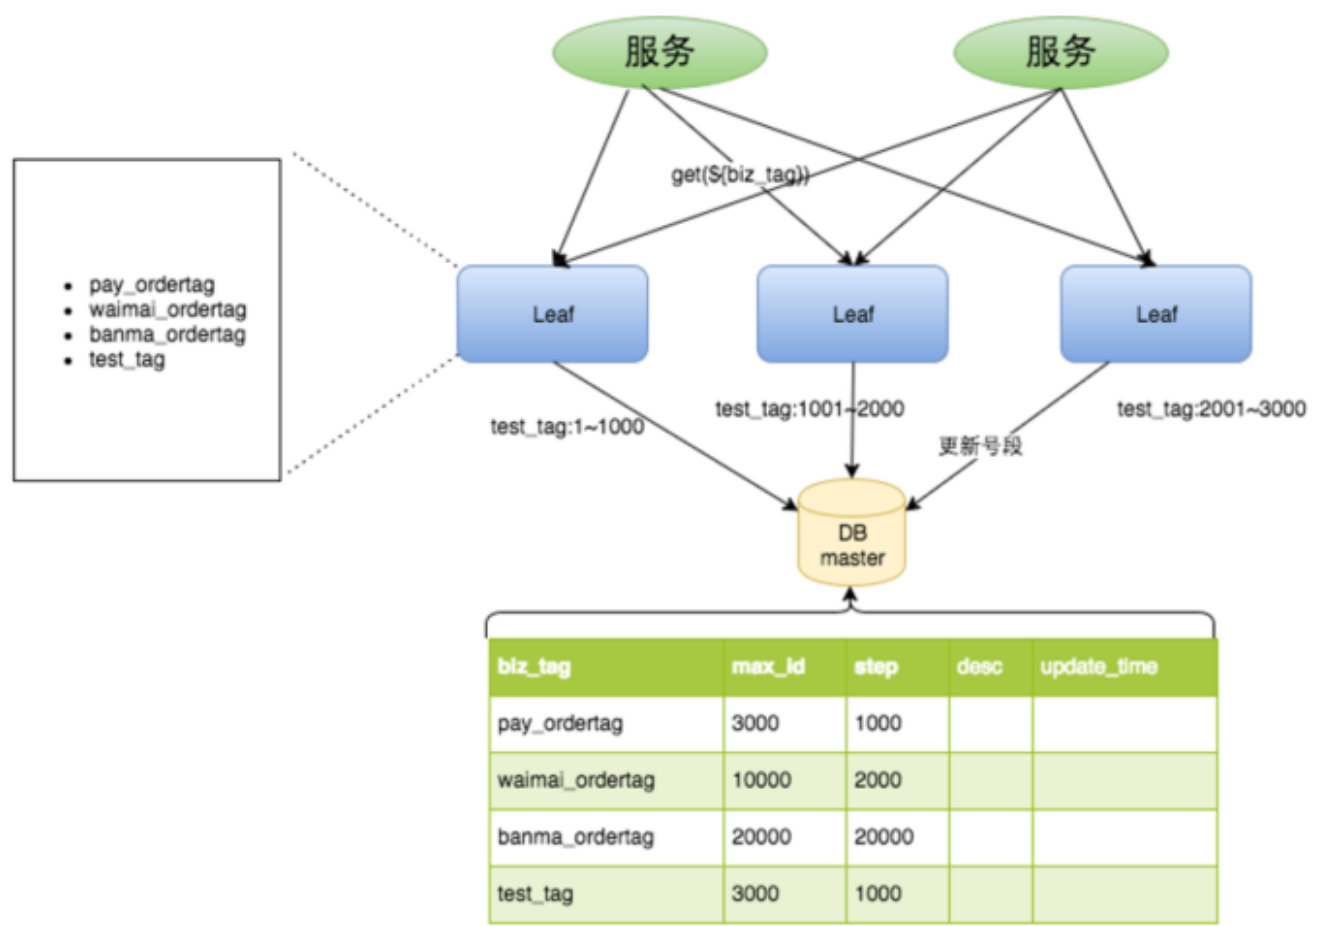 服务
服务
get(${biz_tag})
• pay_ordertag
• waimai_ordertag
• banma_ordertag
• test_tag
Leaf
Leaf
Leaf
test_tag:1~1000
test_tag:1001~2000
test_tag:2001~3000
更新号段
DB
master
biz_tag max_id step desc update_time
pay_ordertag 3000 1000
waimai_ordertag 10000 2000
banma_ordertag 20000 20000
test_tag 3000 1000